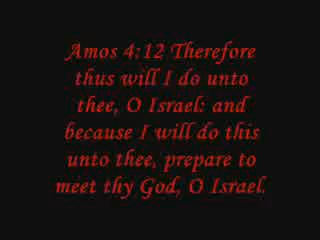 Amos 4:12 Therefore
thus will I do unto
thee, O Israel: and
because I will do this
unto thee, prepare to
meet thy God, O Israel.